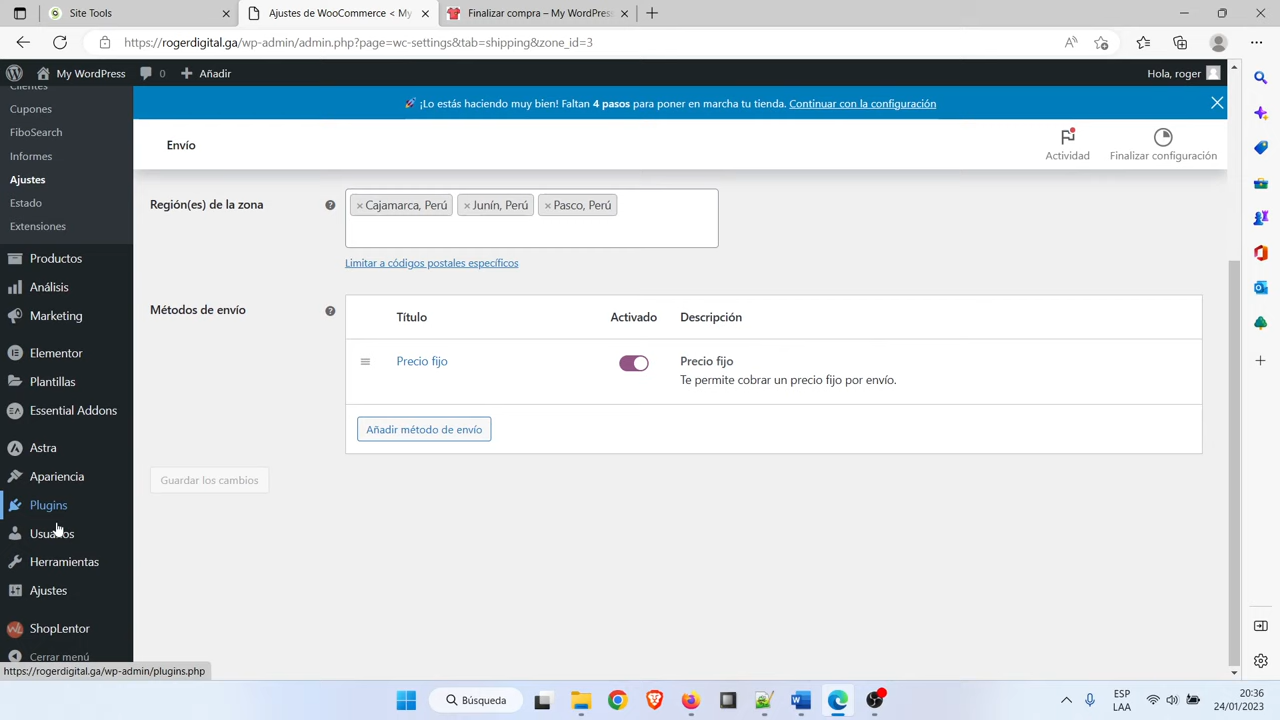 Site Tools
Ajustes de WooCommerce < My
Finalizar compra – My WordPress
https://rogerdigital.ga/wp-admin/admin.php?page=wc-settings&tab=shipping&zone_id=3
My WordPress
0
Añadir
Hola, roger
Clientes
Cupones
FiboSearch
Informes
Ajustes
Estado
Extensiones
Productos
Análisis
Marketing
Elementor
Plantillas
Essential Addons
Astra
Apariencia
Plugins
Usuarios
Herramientas
Ajustes
ShopLentor
Cerrar menú
🚀 ¡Lo estás haciendo muy bien! Faltan 4 pasos para poner en marcha tu tienda. Continuar con la configuración
Envío
Actividad
Finalizar configuración
Región(es) de la zona
× Cajamarca, Perú
× Junín, Perú
× Pasco, Perú
Limitar a códigos postales específicos
Métodos de envío
Título
Activado
Descripción
Precio fijo
Precio fijo
Te permite cobrar un precio fijo por envío.
Añadir método de envío
Guardar los cambios
https://rogerdigital.ga/wp-admin/plugins.php
Búsqueda
ESP
LAA
20:36
24/01/2023